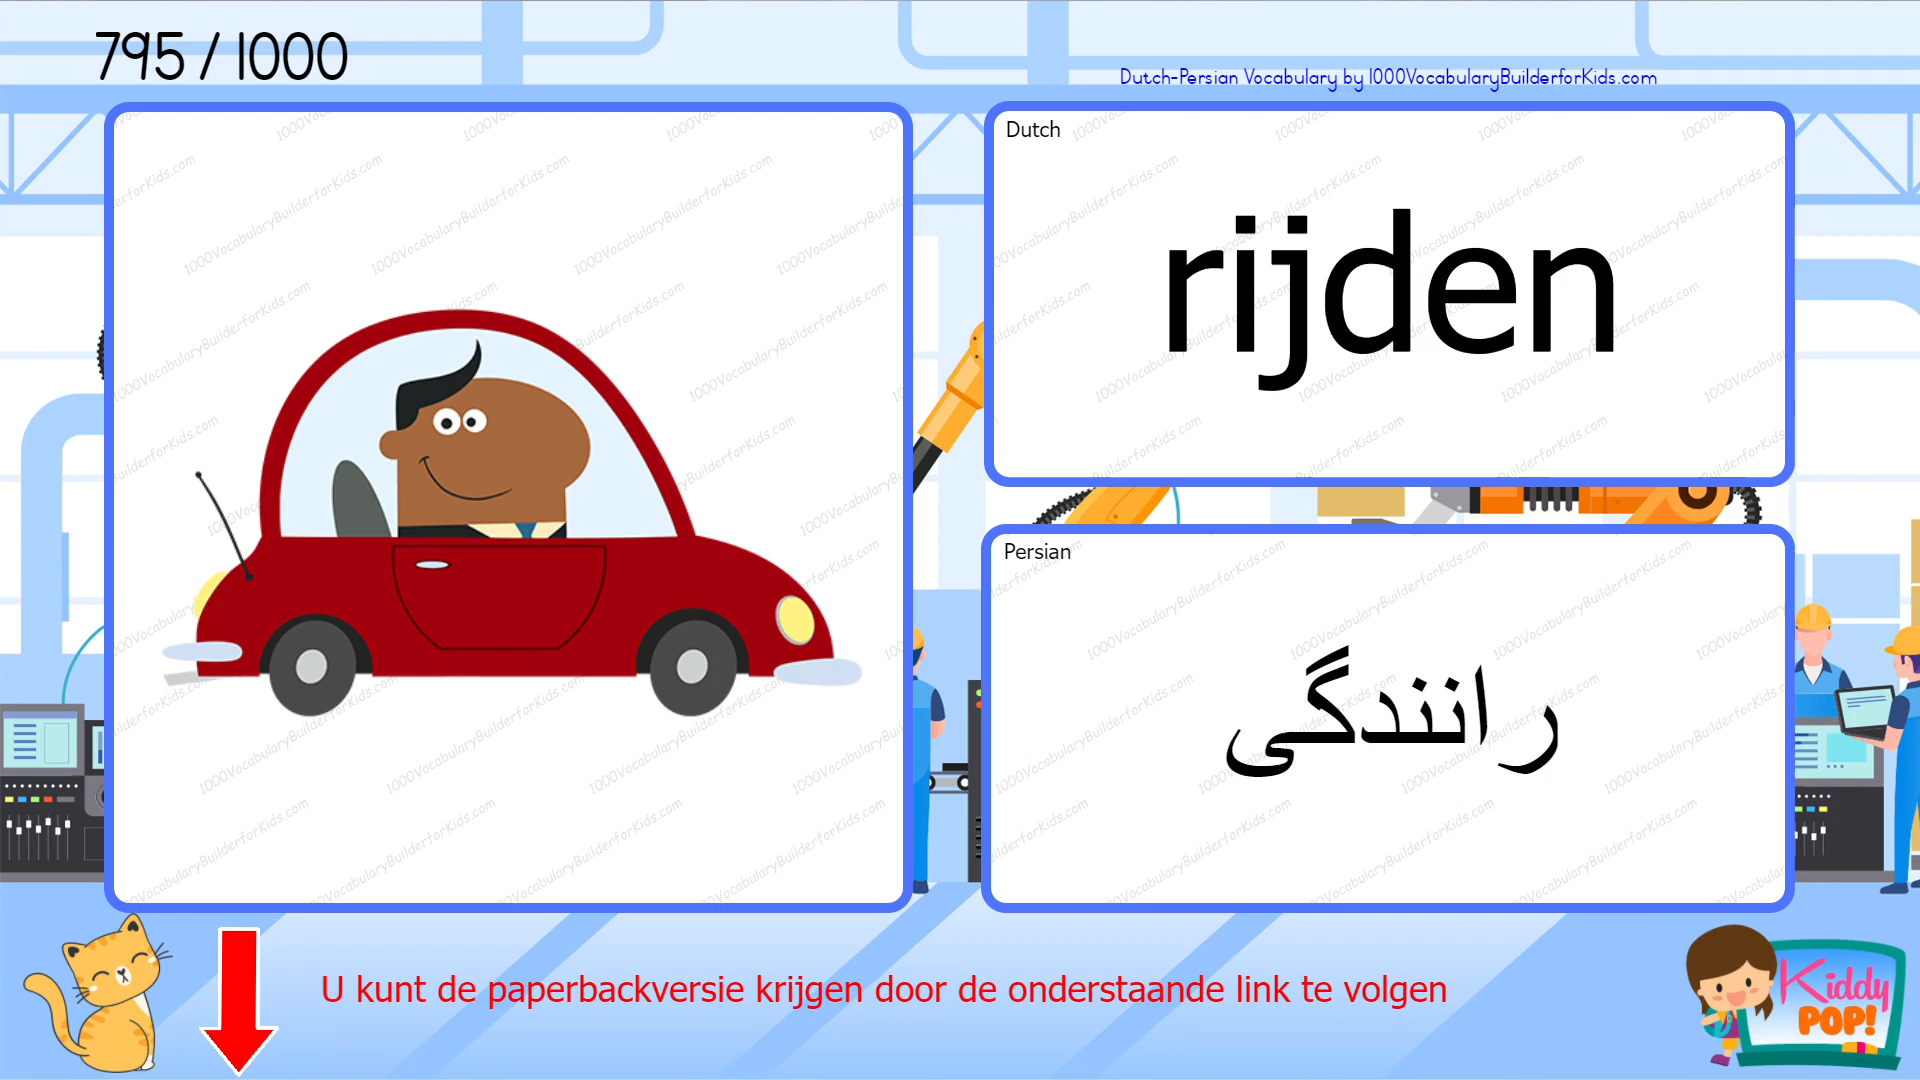 795 / 1000
Dutch-Persian Vocabulary by 1000VocabularyBuilderforKids.com
Dutch
rijden
Persian
رانندگی
U kunt de paperbackversie krijgen door de onderstaande link te volgen
Kiddy
POP!